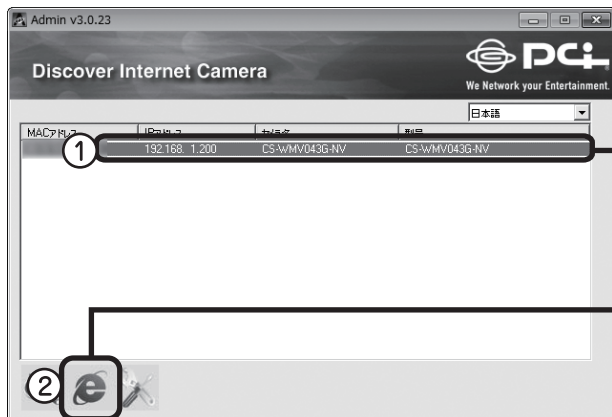 Admin v3.0.23
PCi
Discover Internet Camera
We Network your Entertainment.
日本語
MACアドレス IPアドレス カメラ名 型号
① 192.168. 1.200 CS-WMV043G-NV CS-WMV043G-NV
②